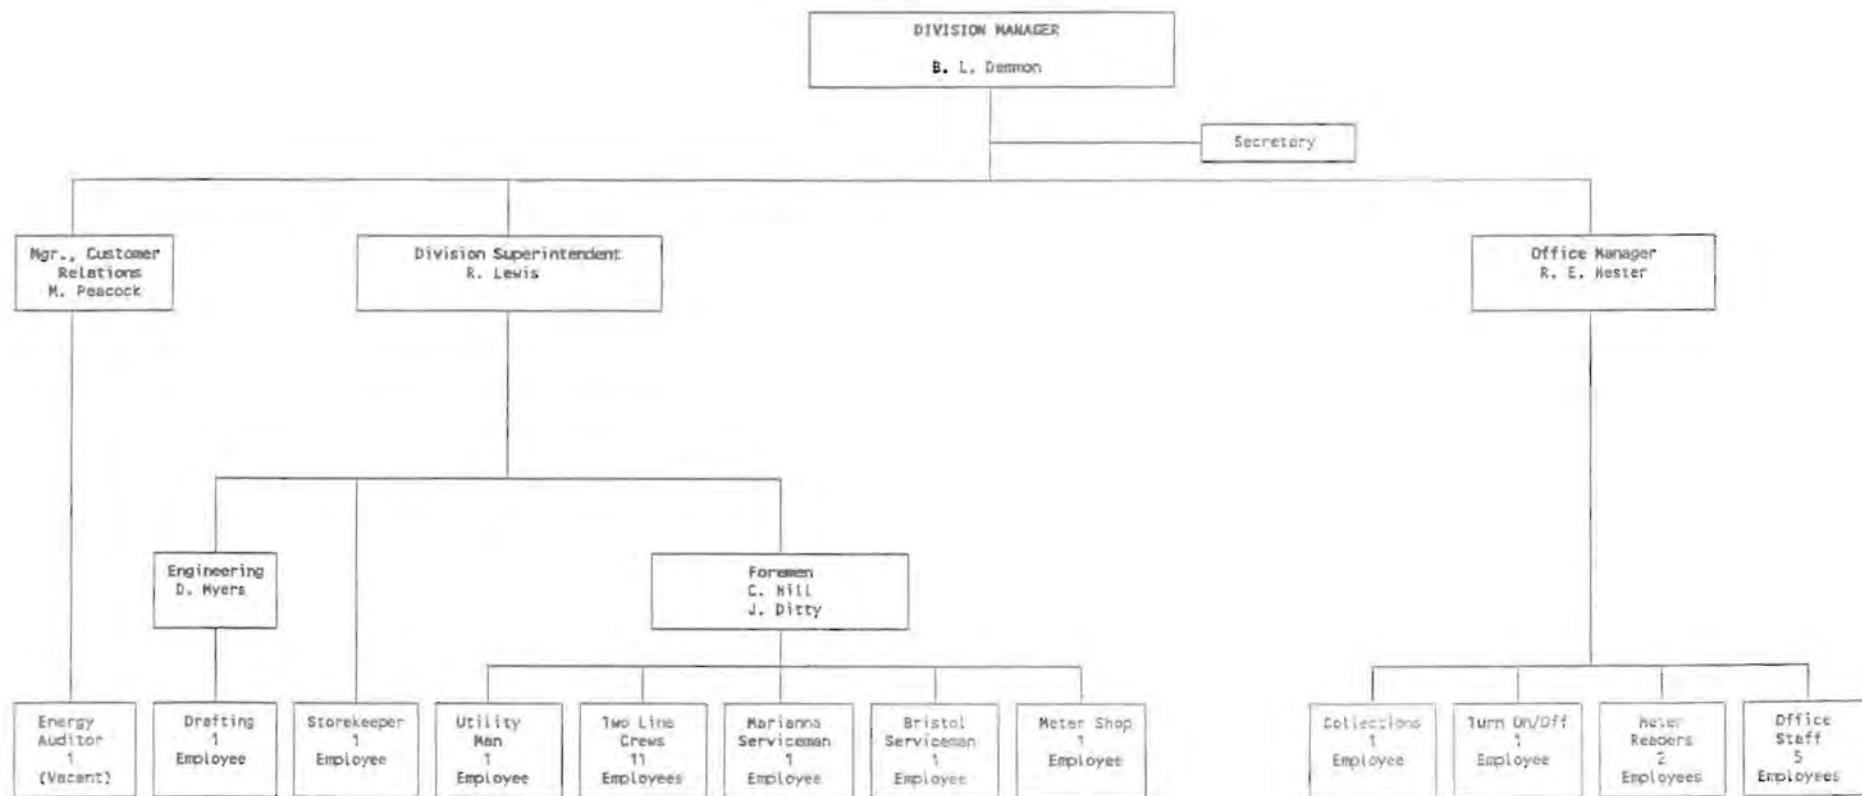 DIVISION MANAGER
B. L. Demmon
Secretary
Mgr., Customer
Relations
M. Peacock
Division Superintendent
R. Lewis
Office Manager
R. E. Hester
Engineering
D. Myers
Foremen
C. Hill
J. Ditty
Energy
Auditor
1
(Vacant)
Drafting
1
Employee
Storekeeper
1
Employee
Utility
Man
1
Employee
Two Line
Crews
11
Employees
Marianna
Serviceman
1
Employee
Bristol
Serviceman
1
Employee
Meter Shop
1
Employee
Collections
1
Employee
Turn On/Off
1
Employee
Meter
Readers
2
Employees
Office
Staff
5
Employees